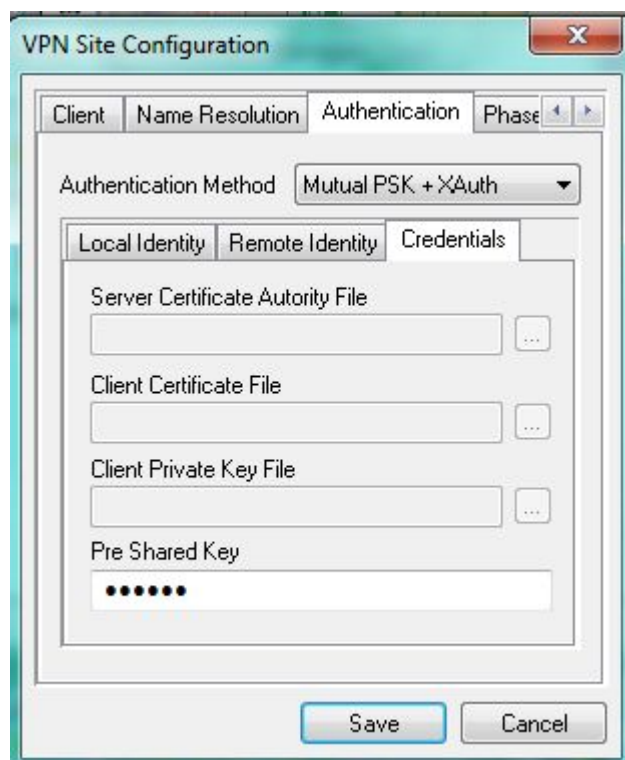 VPN Site Configuration
Client Name Resolution Authentication Phase
Authentication Method Mutual PSK + XAuth
Local Identity Remote Identity Credentials
Server Certificate Autority File
...
Client Certificate File
...
Client Private Key File
...
Pre Shared Key
●●●●●●
Save Cancel